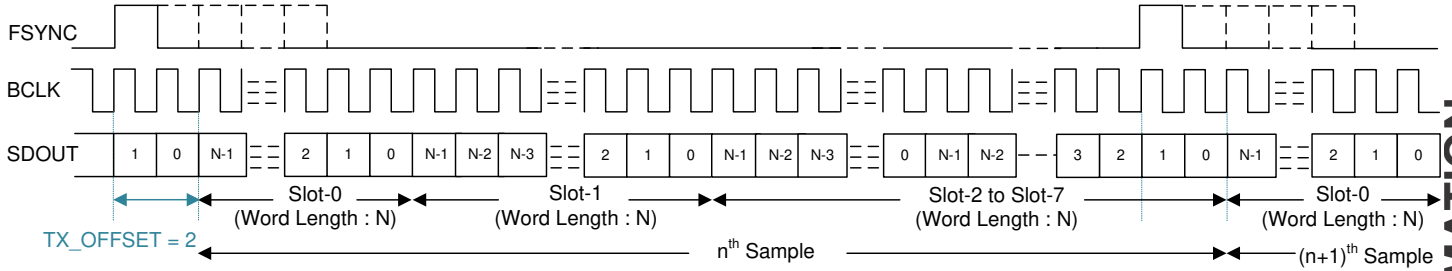 FSYNC
BCLK
SDOUT 1 0 N-1 2 1 0 N-1 N-2 N-3 2 1 0 N-1 N-2 N-3 0 N-1 N-2 3 2 1 0 N-1 2 1 0
Slot-0 Slot-1 Slot-2 to Slot-7 Slot-0
(Word Length : N) (Word Length : N) (Word Length : N) (Word Length : N)
TX_OFFSET = 2
nth Sample (n+1)th Sample